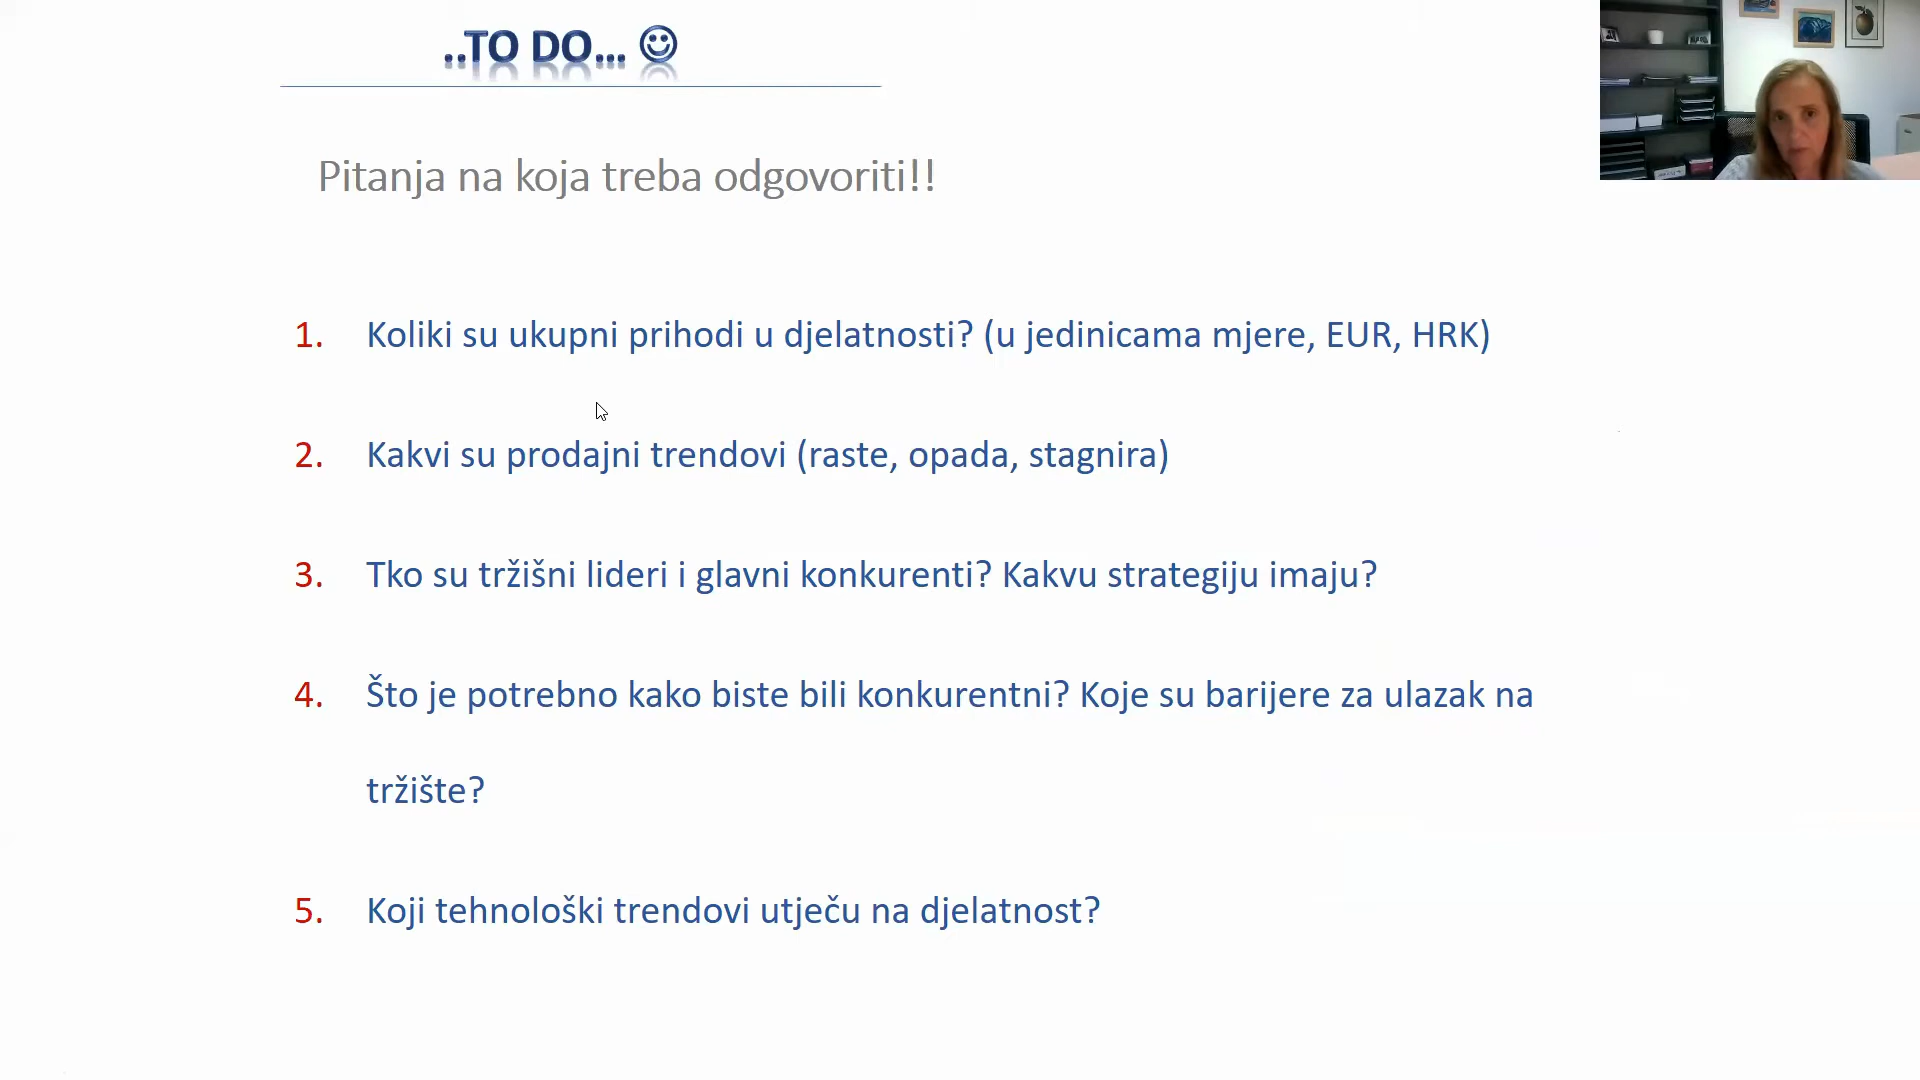 ..TO DO... ☺
Pitanja na koja treba odgovoriti!!
1. Koliki su ukupni prihodi u djelatnosti? (u jedinicama mjere, EUR, HRK)
2. Kakvi su prodajni trendovi (raste, opada, stagnira)
3. Tko su tržišni lideri i glavni konkurenti? Kakvu strategiju imaju?
4. Što je potrebno kako biste bili konkurentni? Koje su barijere za ulazak na
tržište?
5. Koji tehnološki trendovi utječu na djelatnost?